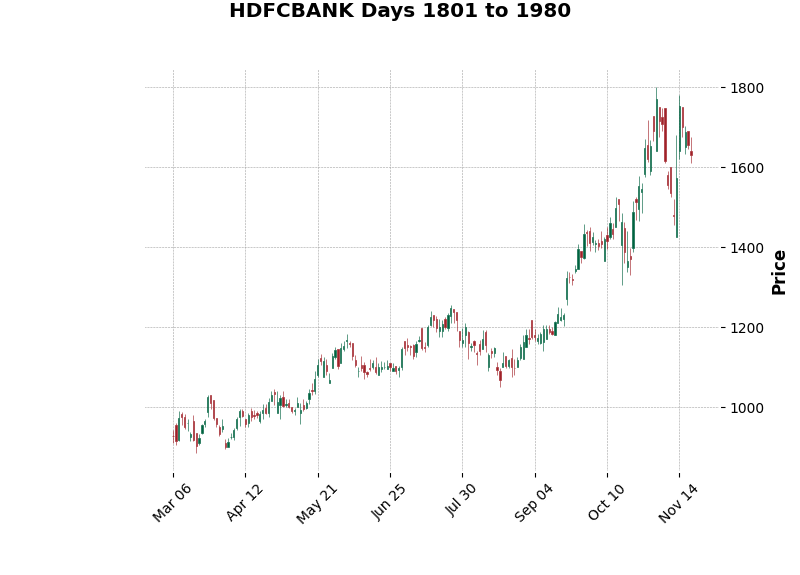 HDFCBANK Days 1801 to 1980
1800
1600
1400
1200
1000
Price
Mar 06
Apr 12
May 21
Jun 25
Jul 30
Sep 04
Oct 10
Nov 14